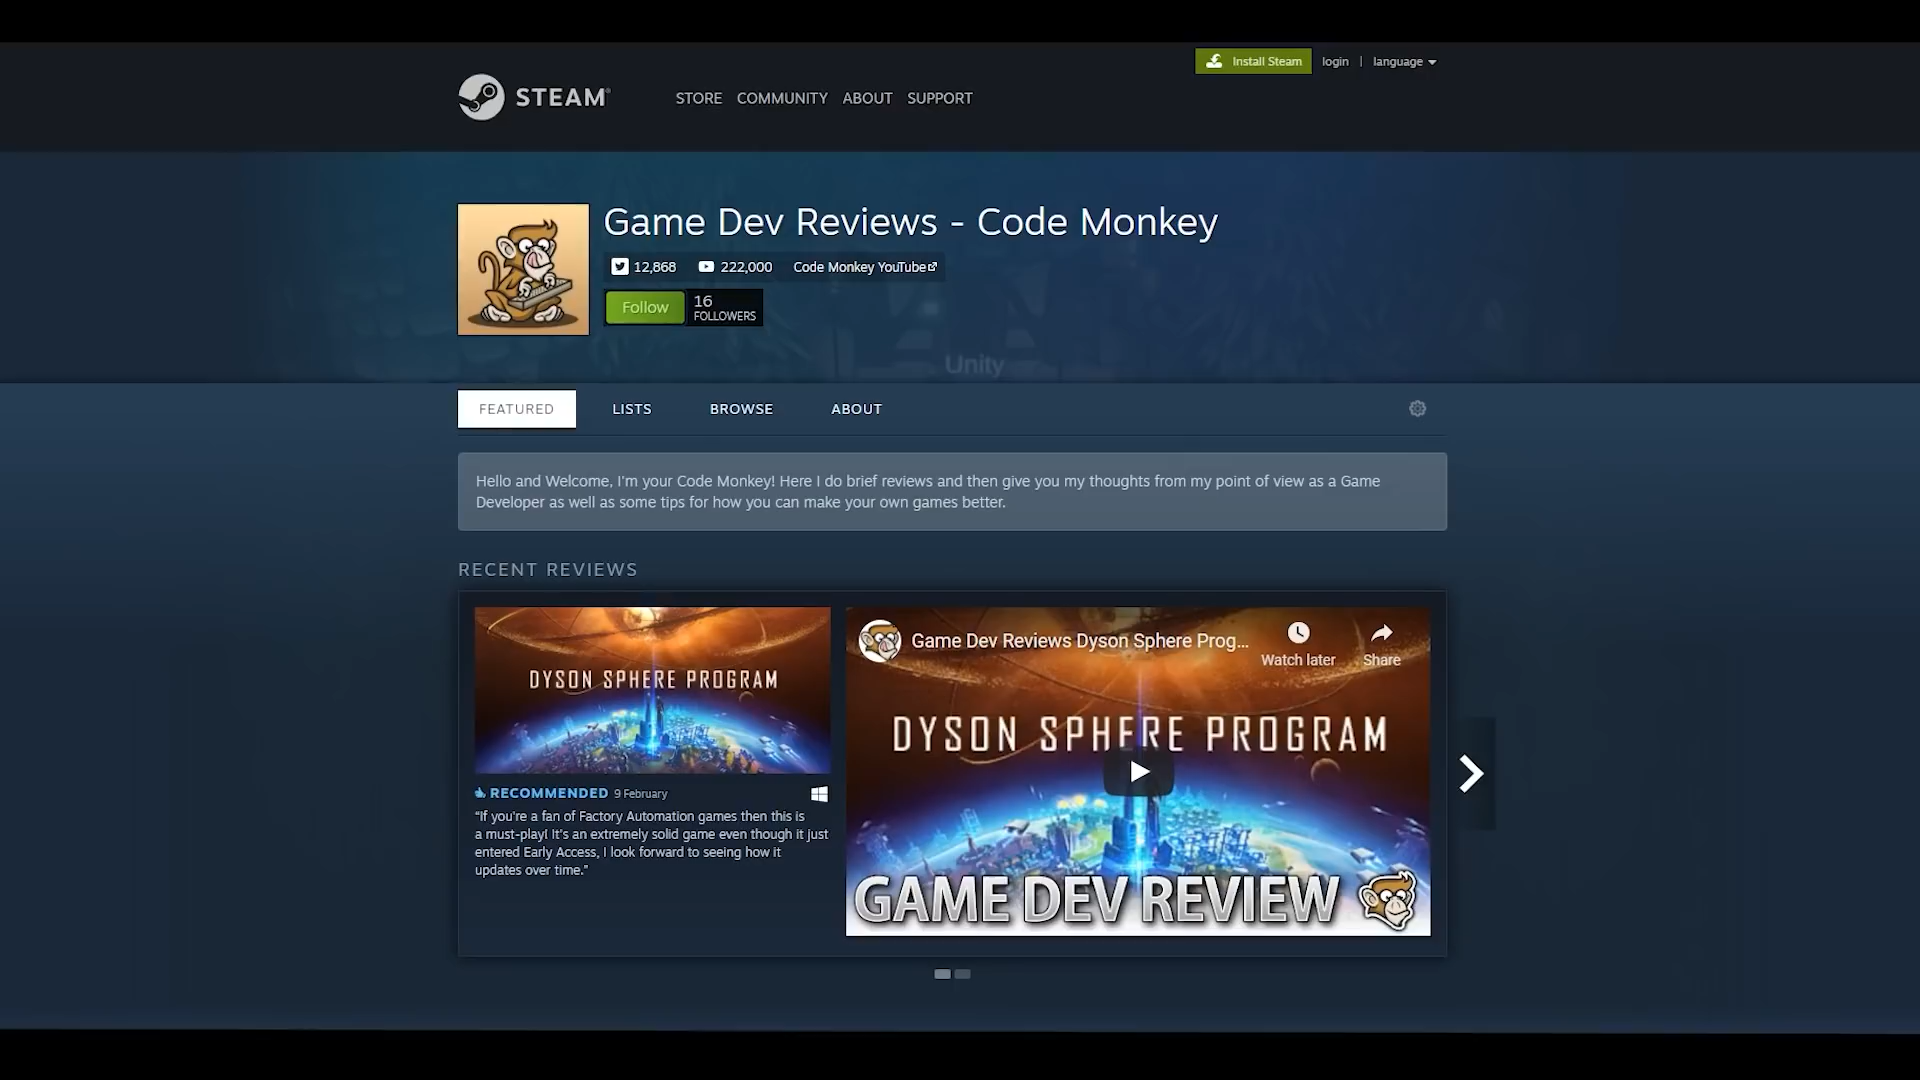 Install Steam
login | language
STEAM®
STORE COMMUNITY ABOUT SUPPORT
Game Dev Reviews - Code Monkey
12,868 222,000 Code Monkey YouTube
Follow
16
FOLLOWERS
Unity
FEATURED LISTS BROWSE ABOUT
Hello and Welcome, I'm your Code Monkey! Here I do brief reviews and then give you my thoughts from my point of view as a Game
Developer as well as some tips for how you can make your own games better.
RECENT REVIEWS
DYSON SPHERE PROGRAM
RECOMMENDED 9 February
“If you're a fan of Factory Automation games then this is
a must-play! It's an extremely solid game even though it just
entered Early Access, I look forward to seeing how it
updates over time.”
Game Dev Reviews Dyson Sphere Prog...
Watch later
Share
DYSON SPHERE PROGRAM
GAME DEV REVIEW